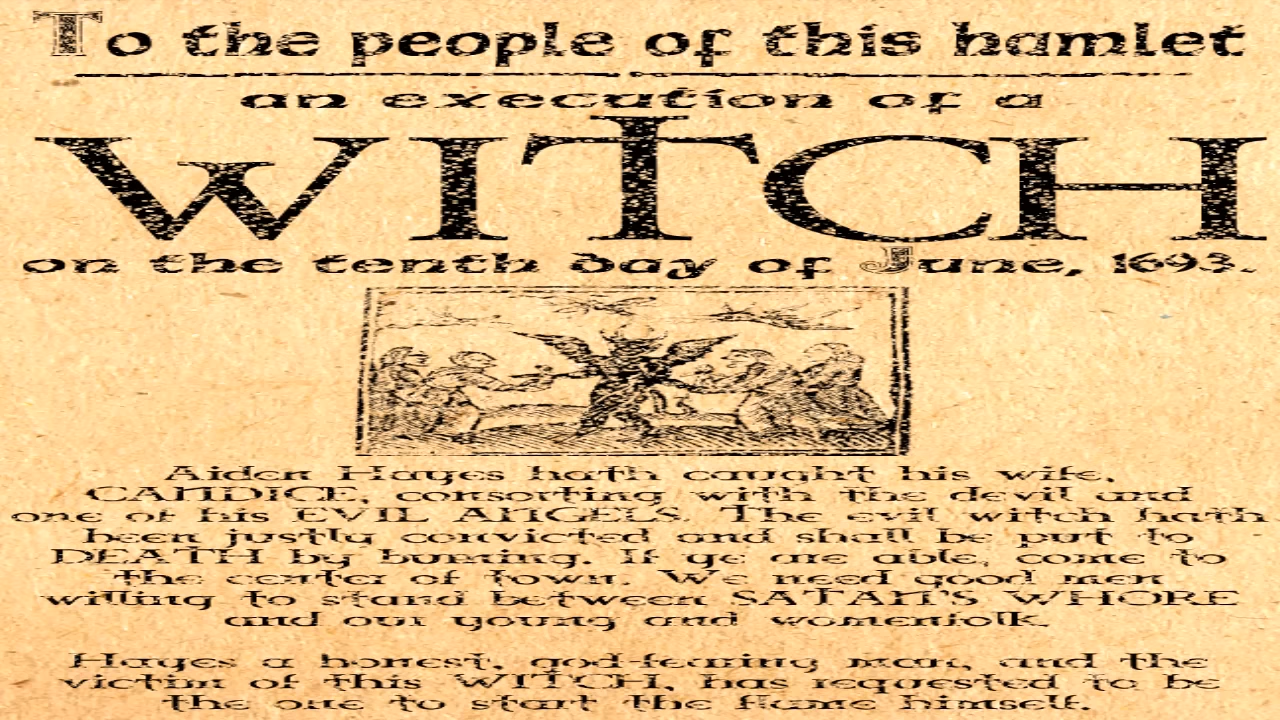 To the people of this hamlet
an execution of a
WITCH
on the tenth day of June, 1693.
Aiden Hayes hath caught his wife,
CANDICE, consorting with the devil and
one of his EVIL ANGELS. The evil witch hath
been justly convicted and shall be put to
DEATH by burning. If ye are able, come to
the center of town. We need good men
willing to stand between SATAN'S WHORE
and our young and womenfolk.
Hayes a honest, god-fearing man, and the
victim of this WITCH, has requested to be
the one to start the flame himself.